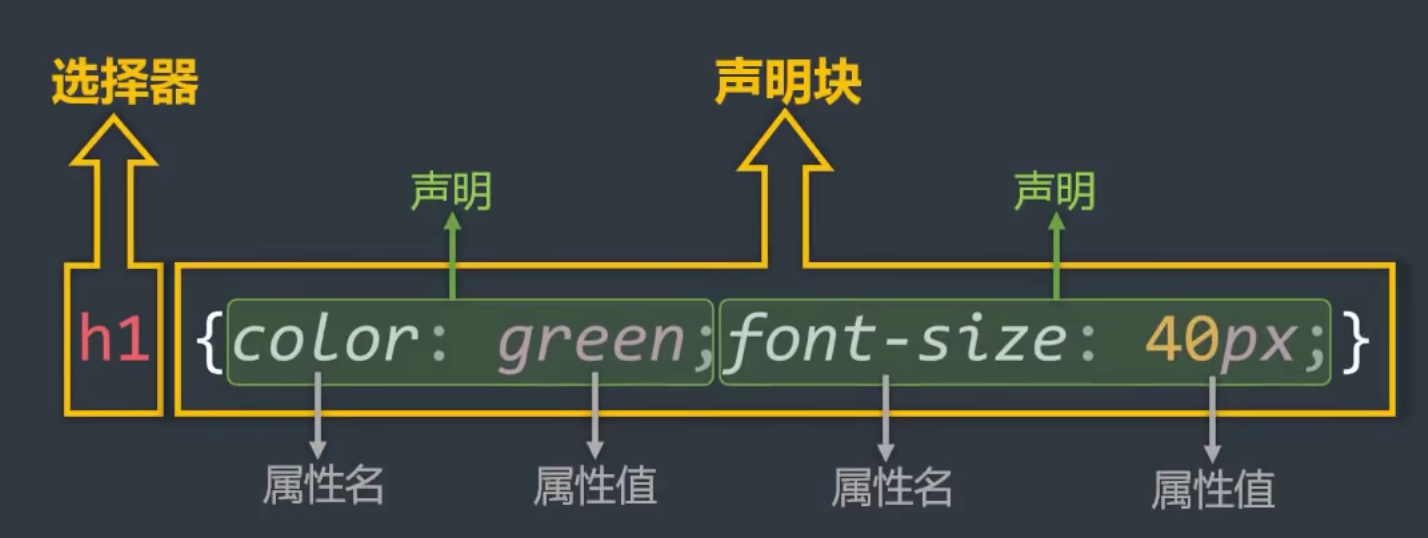 选择器 声明块
声明 声明
h1 {color: green;font-size: 40px;}
属性名 属性值 属性名 属性值